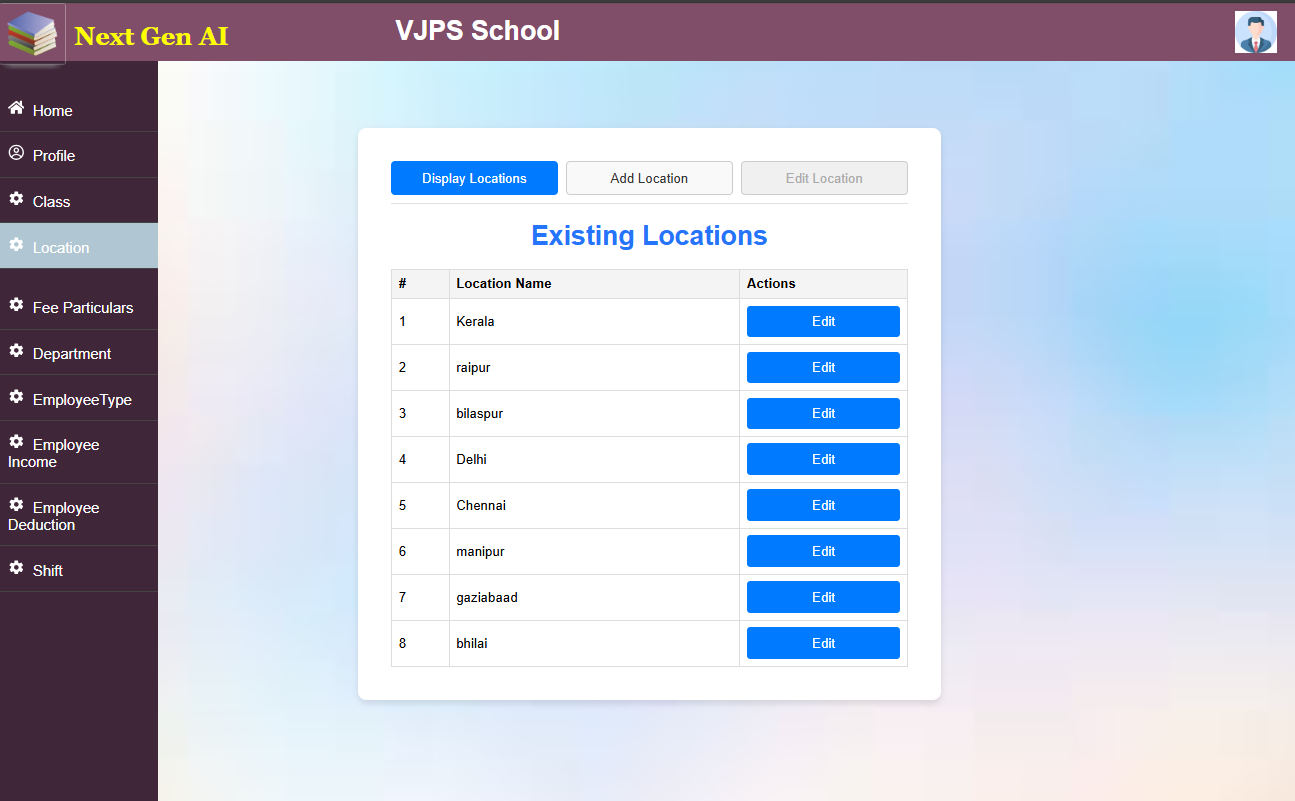 Next Gen AI
VJPS School
Home
Profile
Class
Location
Fee Particulars
Department
EmployeeType
Employee
Income
Employee
Deduction
Shift
Display Locations Add Location Edit Location
Existing Locations
# Location Name Actions
1 Kerala Edit
2 raipur Edit
3 bilaspur Edit
4 Delhi Edit
5 Chennai Edit
6 manipur Edit
7 gaziabaad Edit
8 bhilai Edit